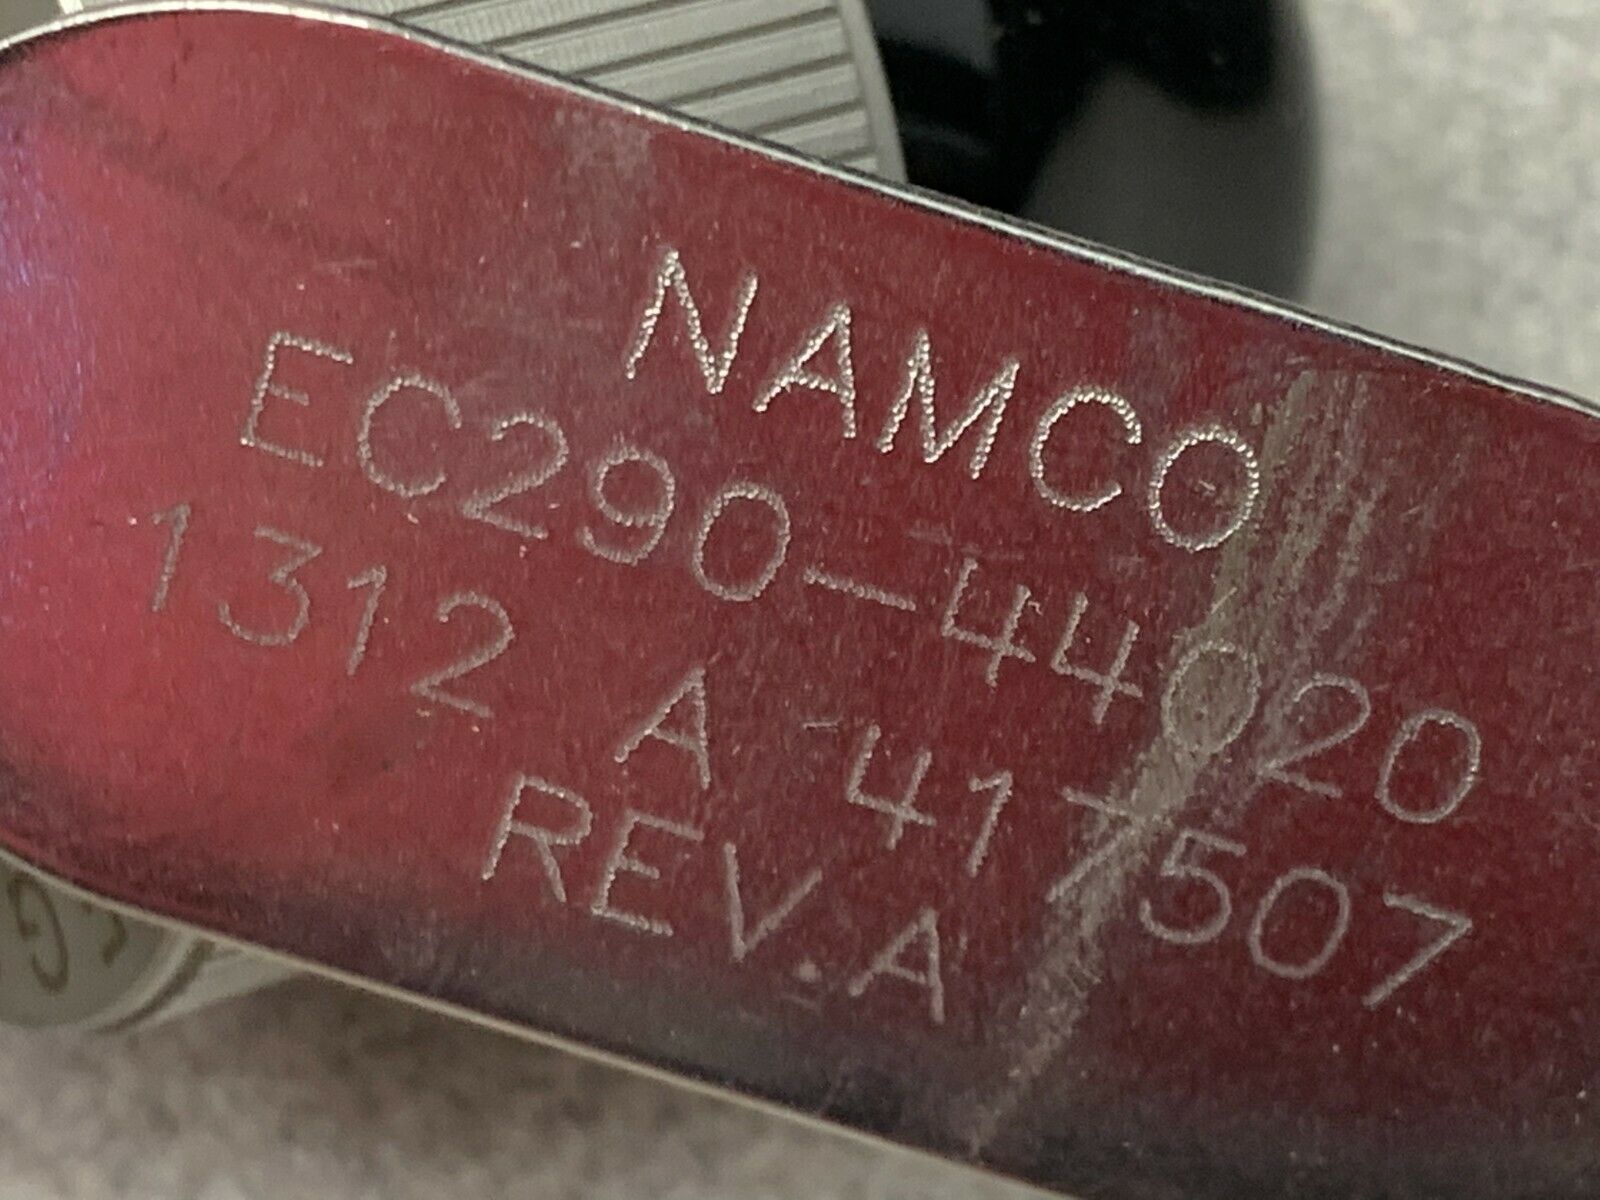 NAMCO
EC290-44020
1312 A 417507
REV.A